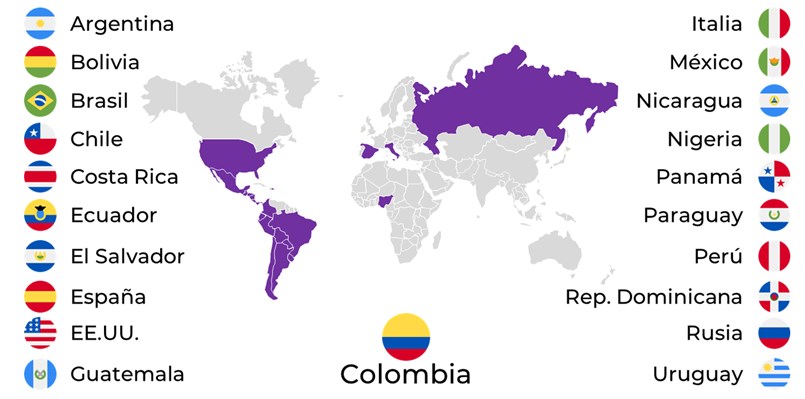 Argentina
Bolivia
Brasil
Chile
Costa Rica
Ecuador
El Salvador
España
EE.UU.
Guatemala
Italia
México
Nicaragua
Nigeria
Panamá
Paraguay
Perú
Rep. Dominicana
Rusia
Uruguay
Colombia